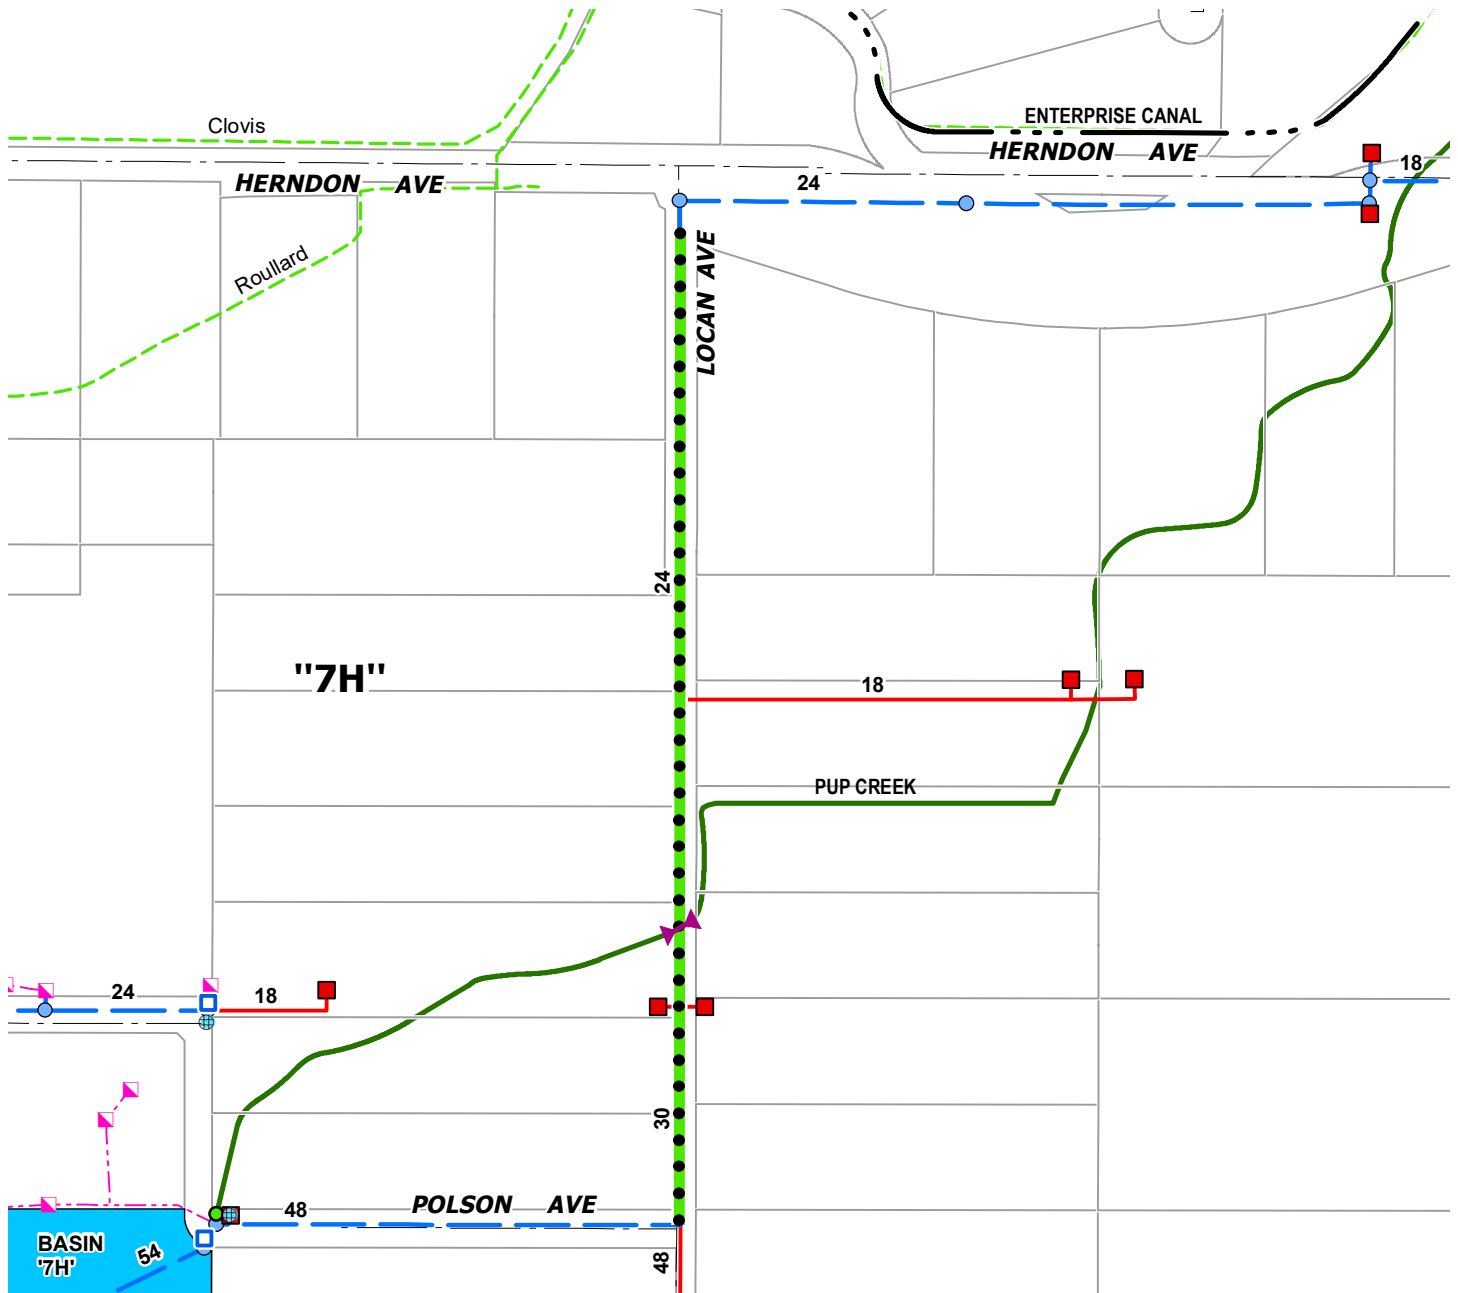 Clovis
ENTERPRISE CANAL
HERNDON AVE
18
HERNDON AVE
24
LOCAN AVE
Roullard
24
"7H"
18
PUP CREEK
24
18
30
48
POLSON AVE
BASIN
'7H'
54
48